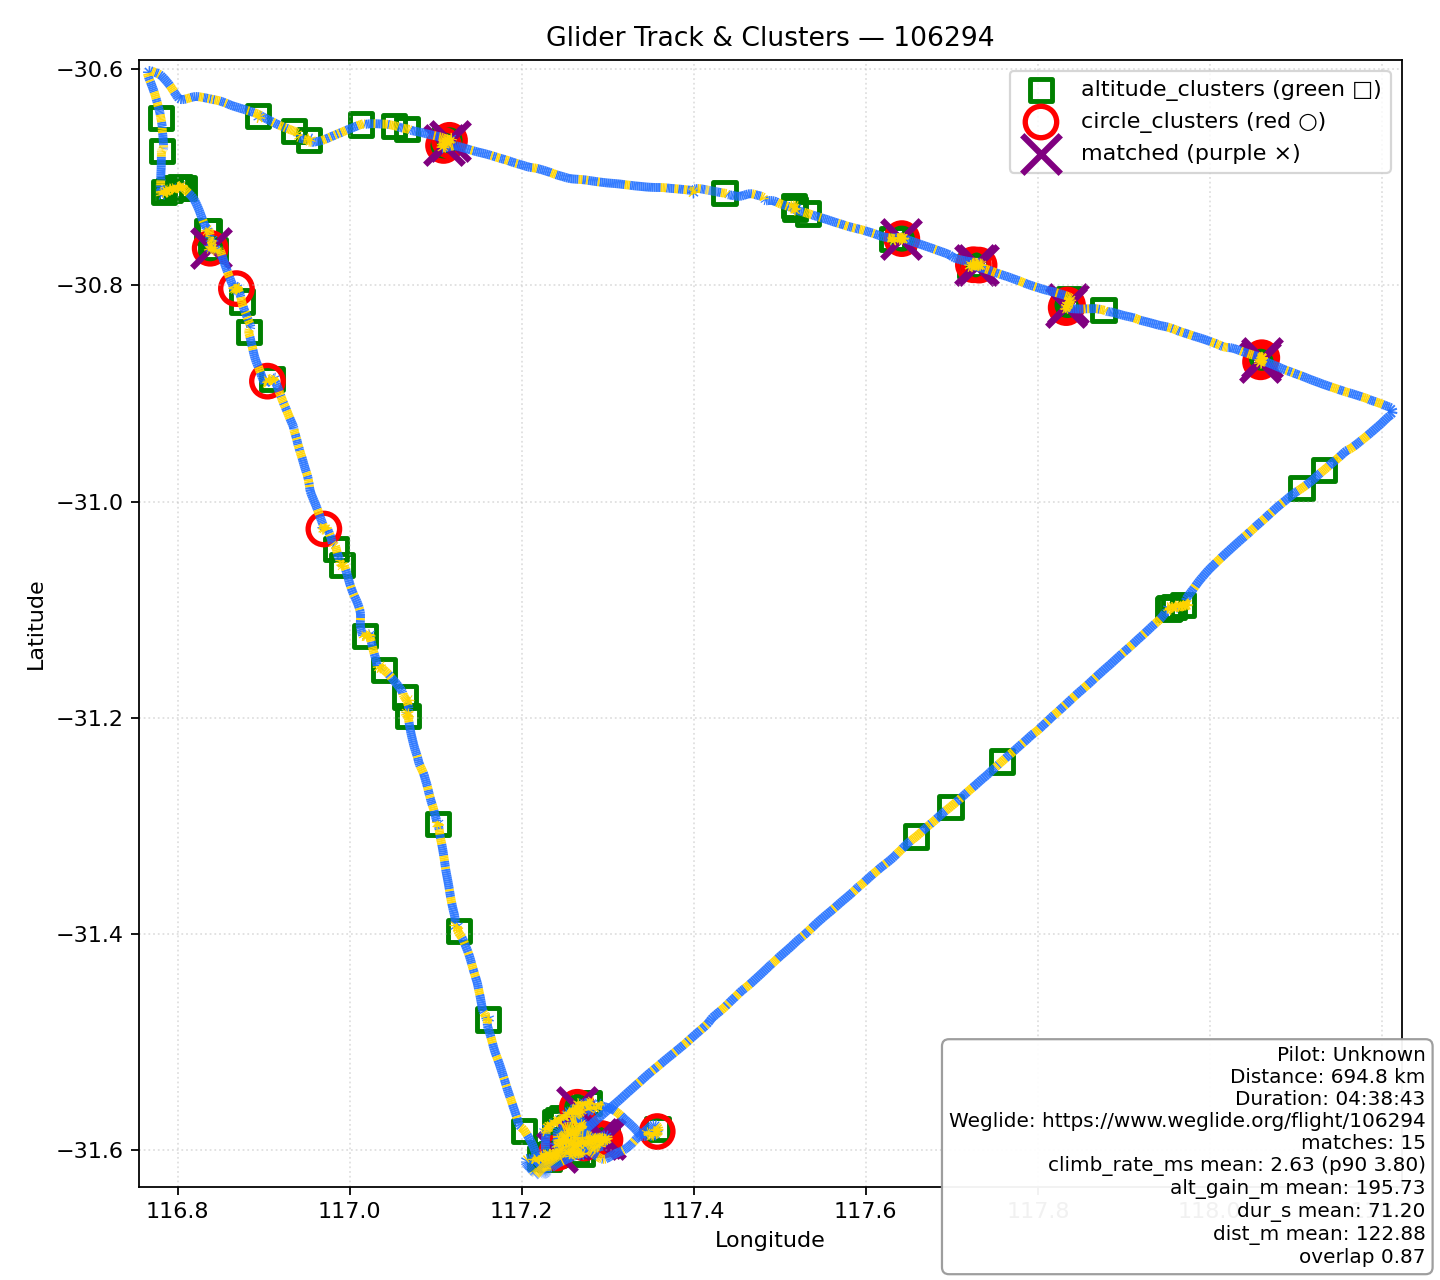 Glider Track & Clusters — 106294
altitude_clusters (green □)
circle_clusters (red ○)
matched (purple ×)
Latitude
−30.6
−30.8
−31.0
−31.2
−31.4
−31.6
116.8
117.0
117.2
117.4
117.6
117.8
118.0
Longitude
Pilot: Unknown
Distance: 694.8 km
Duration: 04:38:43
Weglide: https://www.weglide.org/flight/106294
matches: 15
climb_rate_ms mean: 2.63 (p90 3.80)
alt_gain_m mean: 195.73
dur_s mean: 71.20
dist_m mean: 122.88
overlap 0.87